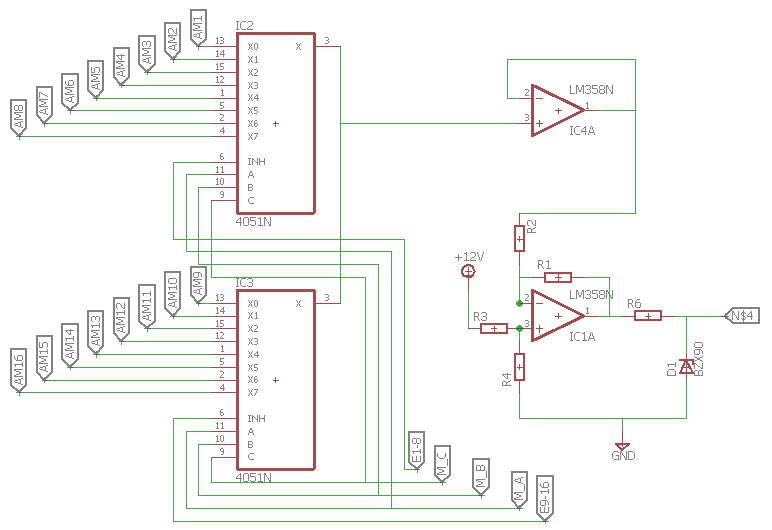 IC2
AM1
AM2
AM3
AM4
AM5
AM6
AM7
AM8
13 X0 X 3
14 X1
15 X2
12 X3
1 X4
5 X5
2 X6
4 X7
6 INH
11 A
10 B
9 C
4051N
2
3
1
LM358N
IC4A
R2
+12V
R1
R3
R4
2
3
1
LM358N
IC1A
R6
N$4
D1
BZX90
GND
IC3
AM9
AM10
AM11
AM12
AM13
AM14
AM15
AM16
13 X0 X 3
14 X1
15 X2
12 X3
1 X4
5 X5
2 X6
4 X7
6 INH
11 A
10 B
9 C
4051N
E1-8
M_C
M_B
M_A
E9-16